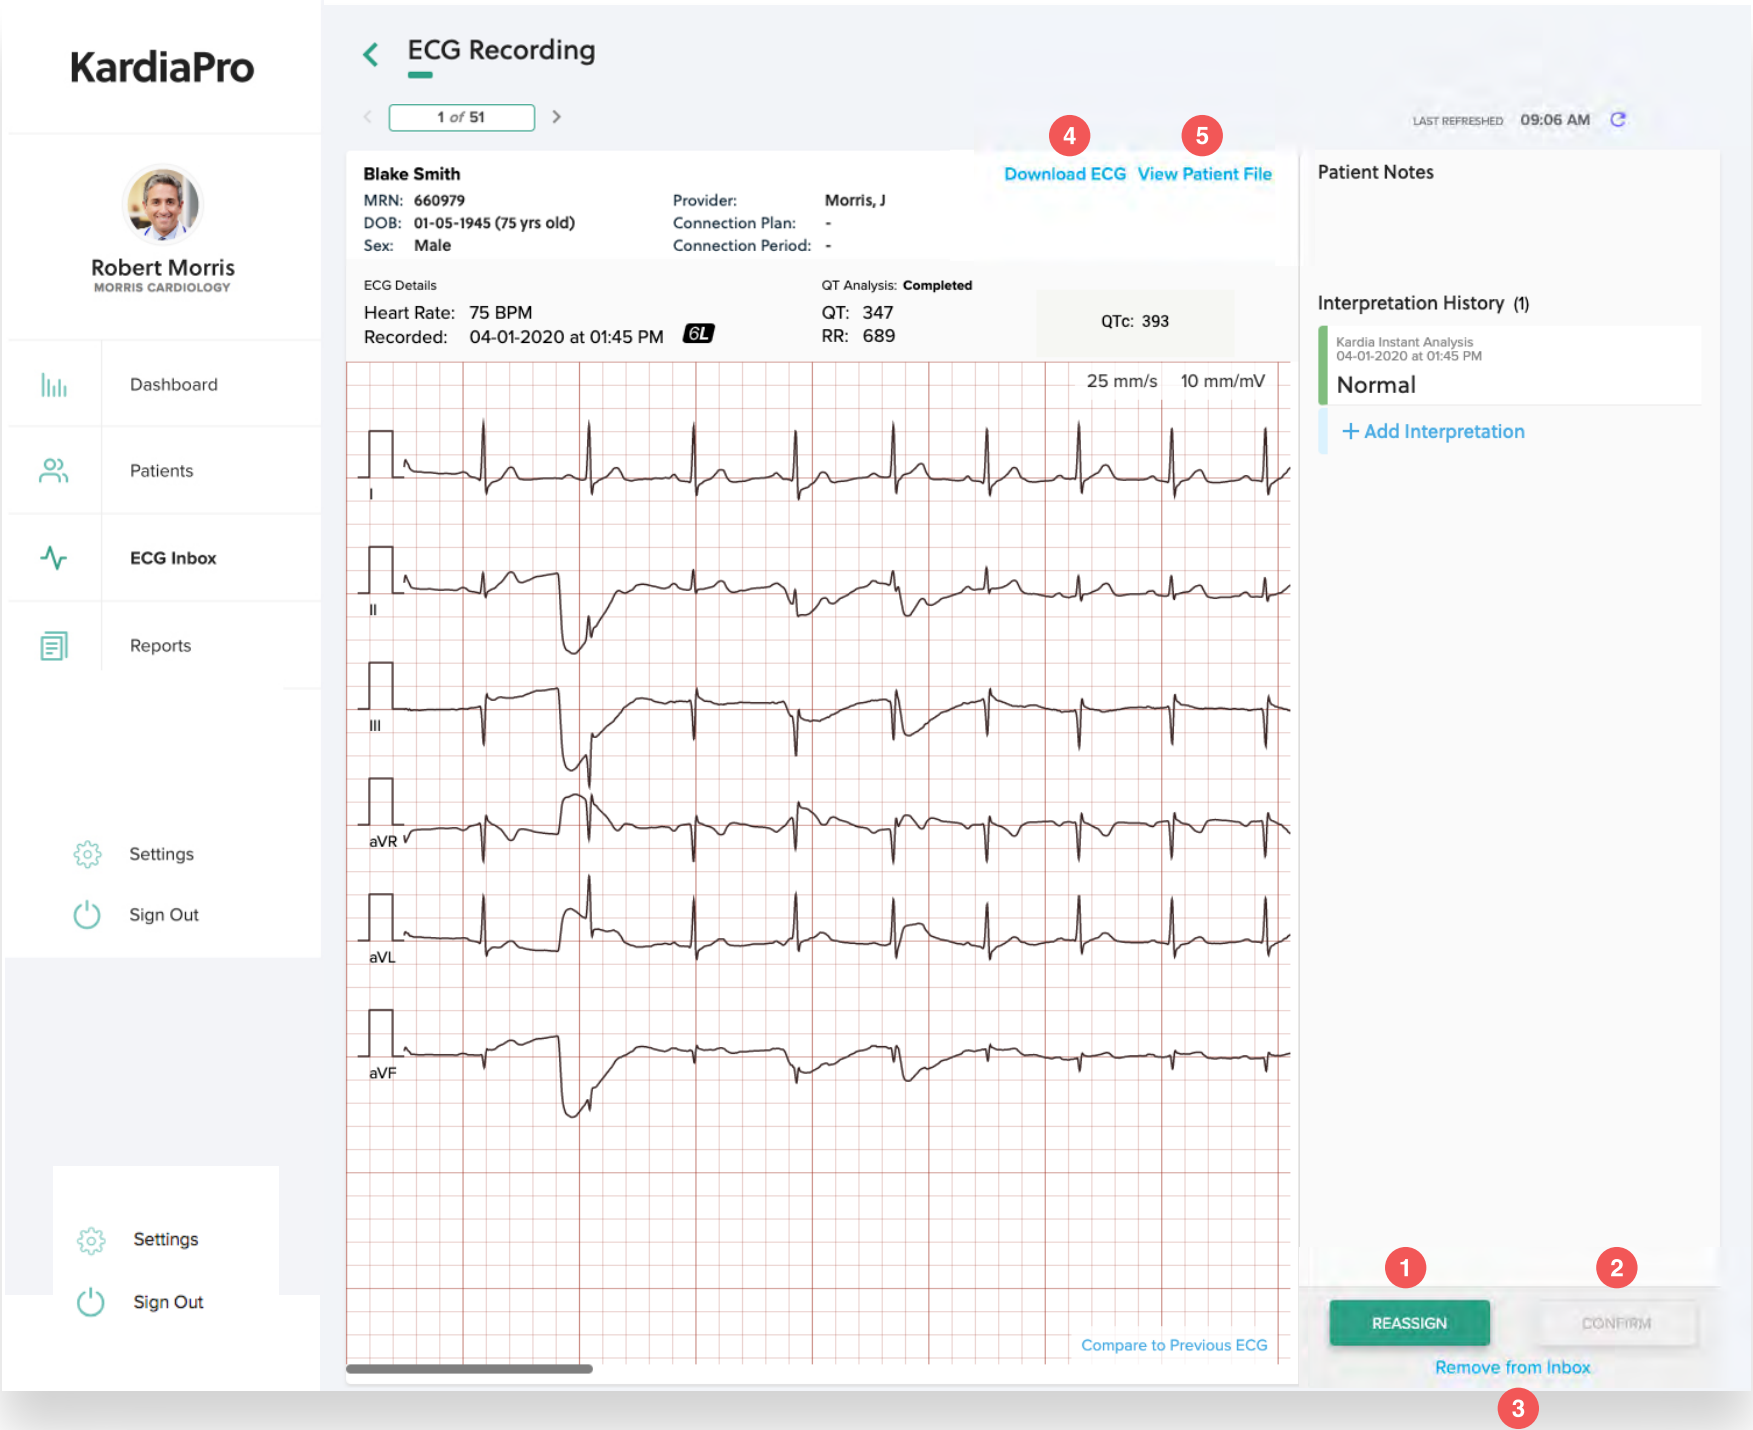 KardiaPro
Robert Morris
MORRIS CARDIOLOGY
Dashboard
Patients
ECG Inbox
Reports
Settings
Sign Out
Settings
Sign Out
ECG Recording
1 of 51
LAST REFRESHED 09:06 AM
4 5
Blake Smith
Download ECG View Patient File
MRN: 660979
DOB: 01-05-1945 (75 yrs old)
Sex: Male
Provider: Morris, J
Connection Plan: -
Connection Period: -
ECG Details
Heart Rate: 75 BPM
Recorded: 04-01-2020 at 01:45 PM 6L
QT Analysis: Completed
QT: 347
RR: 689
QTc: 393
25 mm/s 10 mm/mV
I
II
III
aVR
aVL
aVF
Compare to Previous ECG
Patient Notes
Interpretation History (1)
Kardia Instant Analysis
04-01-2020 at 01:45 PM
Normal
+ Add Interpretation
1 2
REASSIGN CONFIRM
Remove from Inbox
3